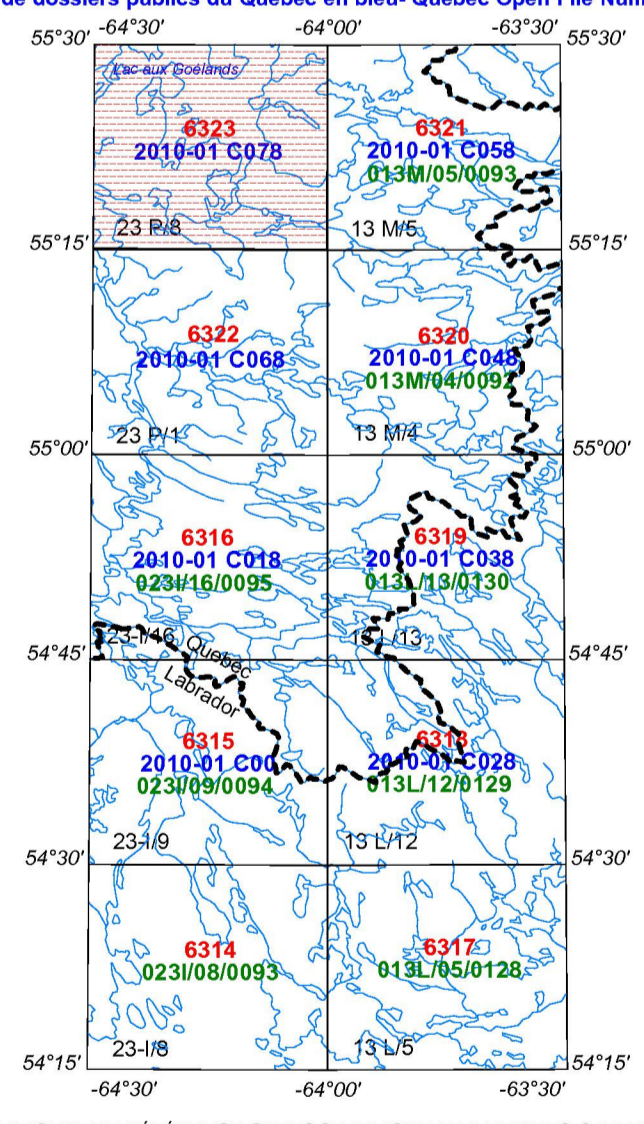 de dossiers publics du Québec en bleu- Québec Open File Num
-64°30' -64°00' -63°30'
55°30' 55°30'
Lac aux Goélands
6323 6321
2010-01 C078 2010-01 C058
013M/05/0093
23 P/8 13 M/5
55°15' 55°15'
6322 6320
2010-01 C068 2010-01 C048
013M/04/0092
23 P/1 13 M/4
55°00' 55°00'
6316 6319
2010-01 C018 2010-01 C038
023I/16/0095 013L/13/0130
23-I/16 13 L/13
Quebec
54°45' 54°45'
Labrador
6315 6318
2010-01 C00 2010-01 C028
023I/09/0094 013L/12/0129
23-I/9 13 L/12
54°30' 54°30'
6314 6317
023I/08/0093 013L/05/0128
23-I/8 13 L/5
54°15' 54°15'
-64°30' -64°00' -63°30'